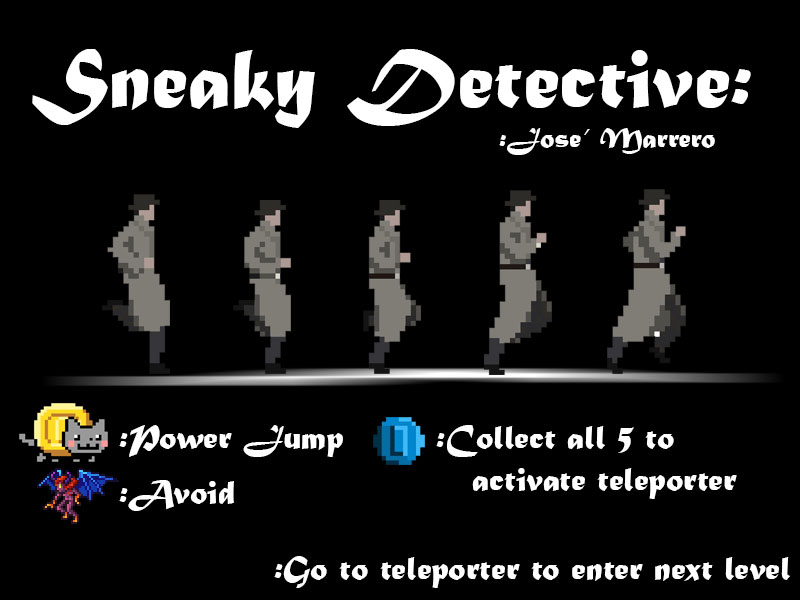 Sneaky Detective:
:Jose´ Marrero
:Power Jump
:Collect all 5 to
activate teleporter
:Avoid
:Go to teleporter to enter next level